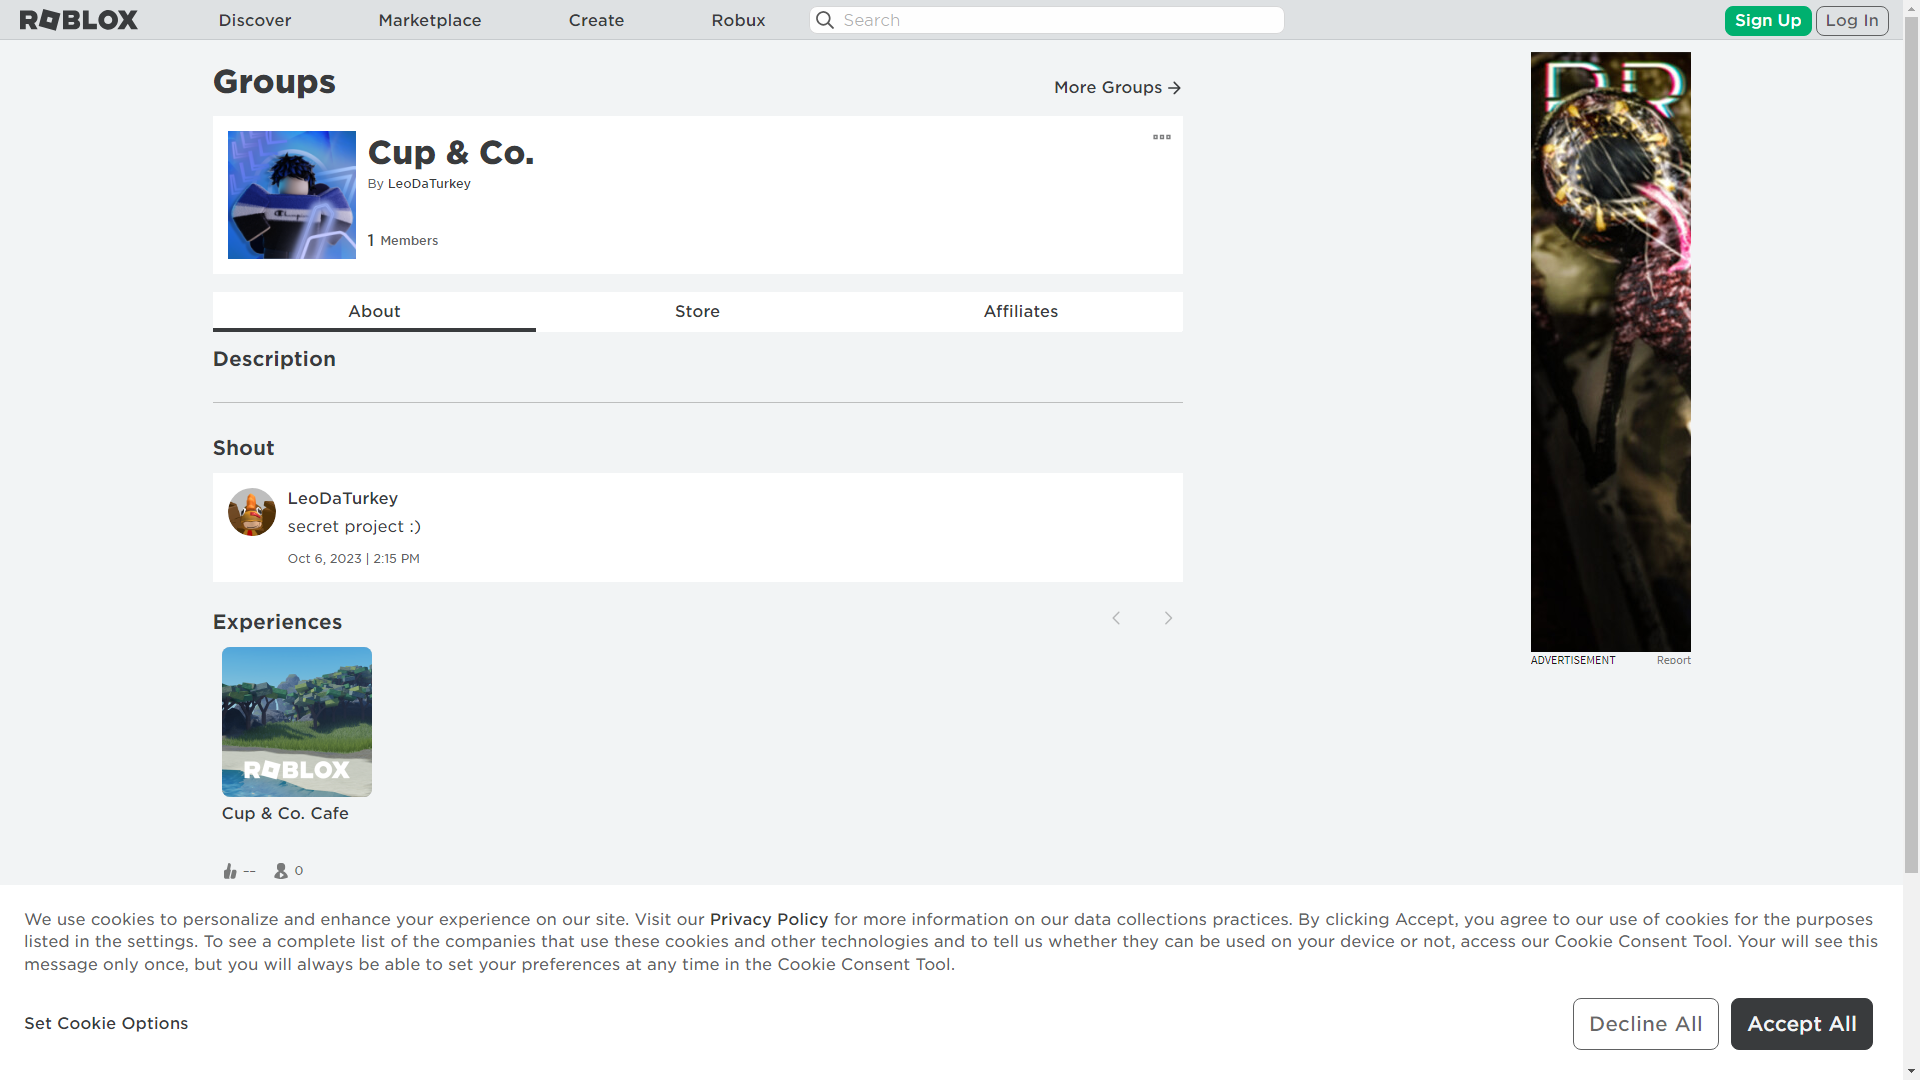 ROBLOX
Discover
Marketplace
Create
Robux
Search
Sign Up
Log In
Groups
More Groups
Cup & Co.
By LeoDaTurkey
1 Members
About
Store
Affiliates
Description
Shout
LeoDaTurkey
secret project :)
Oct 6, 2023 | 2:15 PM
Experiences
ROBLOX
Cup & Co. Cafe
--
0
ADVERTISEMENT
Report
We use cookies to personalize and enhance your experience on our site. Visit our Privacy Policy for more information on our data collections practices. By clicking Accept, you agree to our use of cookies for the purposes
listed in the settings. To see a complete list of the companies that use these cookies and other technologies and to tell us whether they can be used on your device or not, access our Cookie Consent Tool. Your will see this
message only once, but you will always be able to set your preferences at any time in the Cookie Consent Tool.
Set Cookie Options
Decline All
Accept All